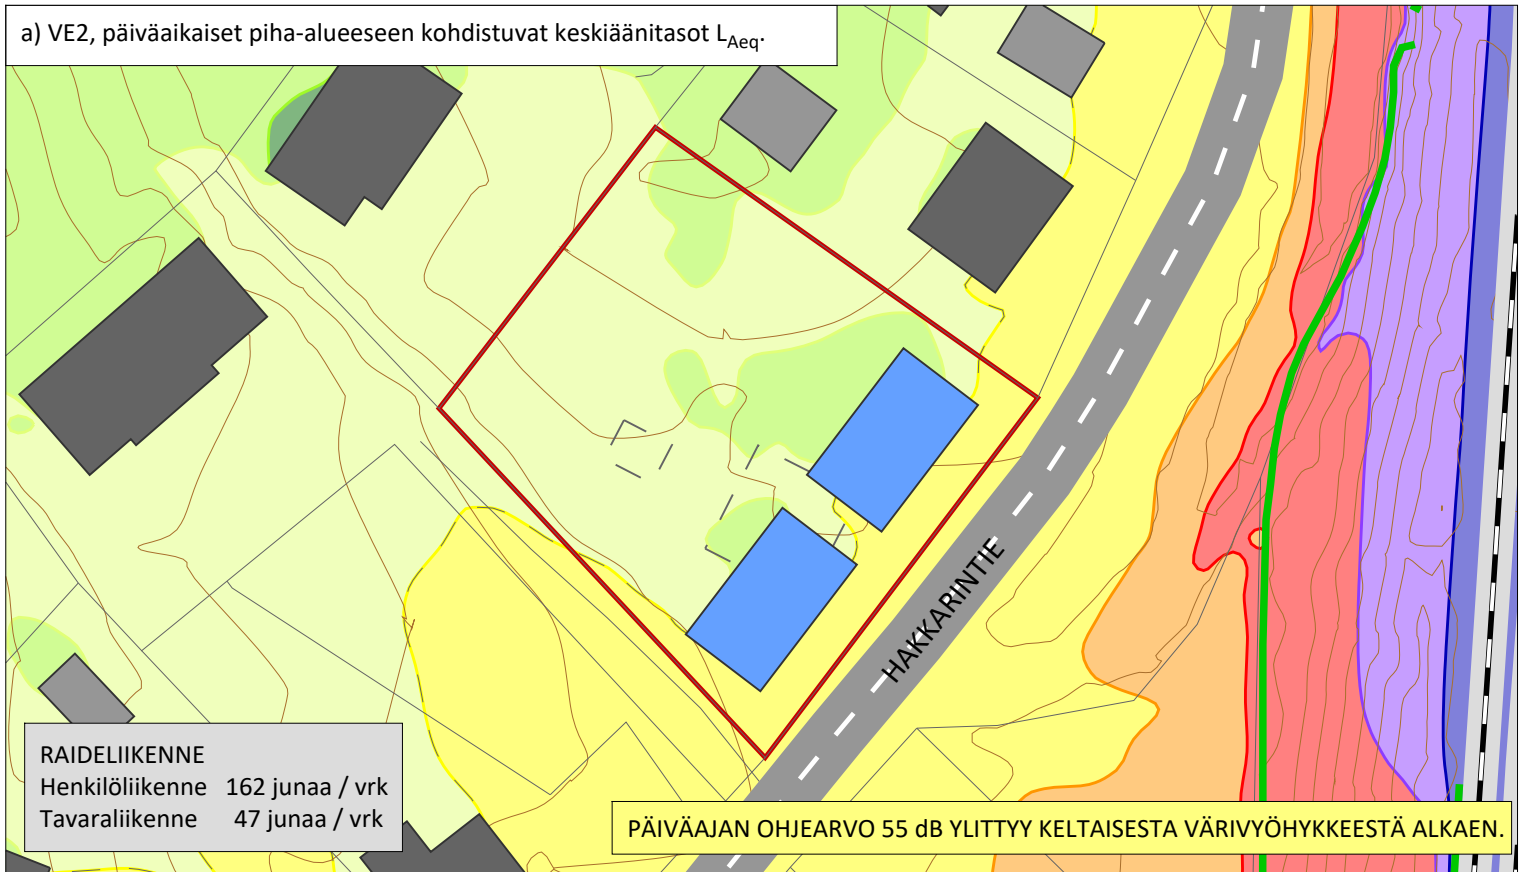 a) VE2, päiväaikaiset piha-alueeseen kohdistuvat keskiäänitasot LAeq.
HAKKARINTIE
RAIDELIIKENNE
Henkilöliikenne 162 junaa / vrk
Tavaraliikenne 47 junaa / vrk
PÄIVÄAJAN OHJEARVO 55 dB YLITTYY KELTAISESTA VÄRIVYÖHYKKEESTÄ ALKAEN.